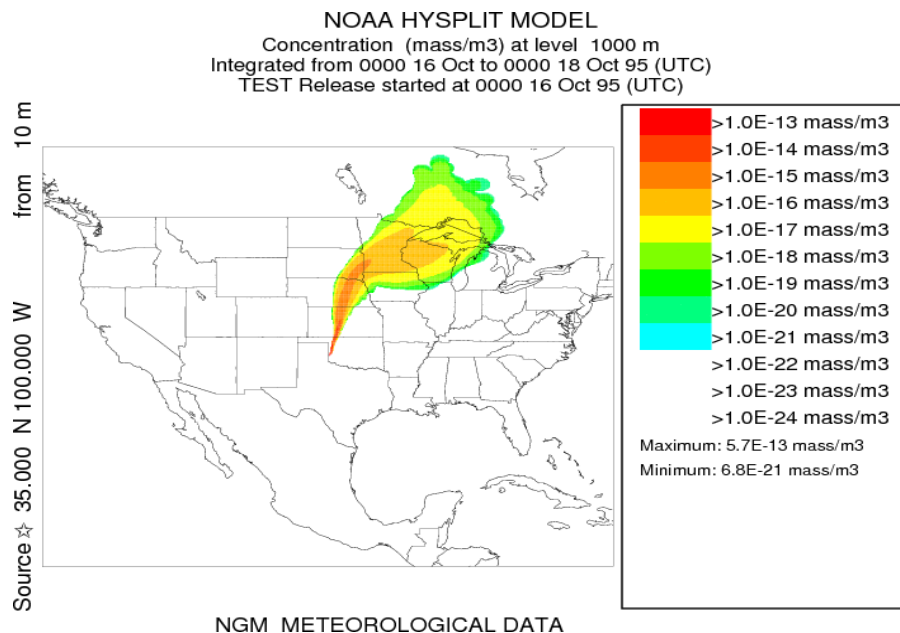 NOAA HYSPLIT MODEL
Concentration (mass/m3) at level 1000 m
Integrated from 0000 16 Oct to 0000 18 Oct 95 (UTC)
TEST Release started at 0000 16 Oct 95 (UTC)
Source ☆ 35.000 N 100.000 W from 10 m
>1.0E-13 mass/m3
>1.0E-14 mass/m3
>1.0E-15 mass/m3
>1.0E-16 mass/m3
>1.0E-17 mass/m3
>1.0E-18 mass/m3
>1.0E-19 mass/m3
>1.0E-20 mass/m3
>1.0E-21 mass/m3
>1.0E-22 mass/m3
>1.0E-23 mass/m3
>1.0E-24 mass/m3
Maximum: 5.7E-13 mass/m3
Minimum: 6.8E-21 mass/m3
NGM METEOROLOGICAL DATA